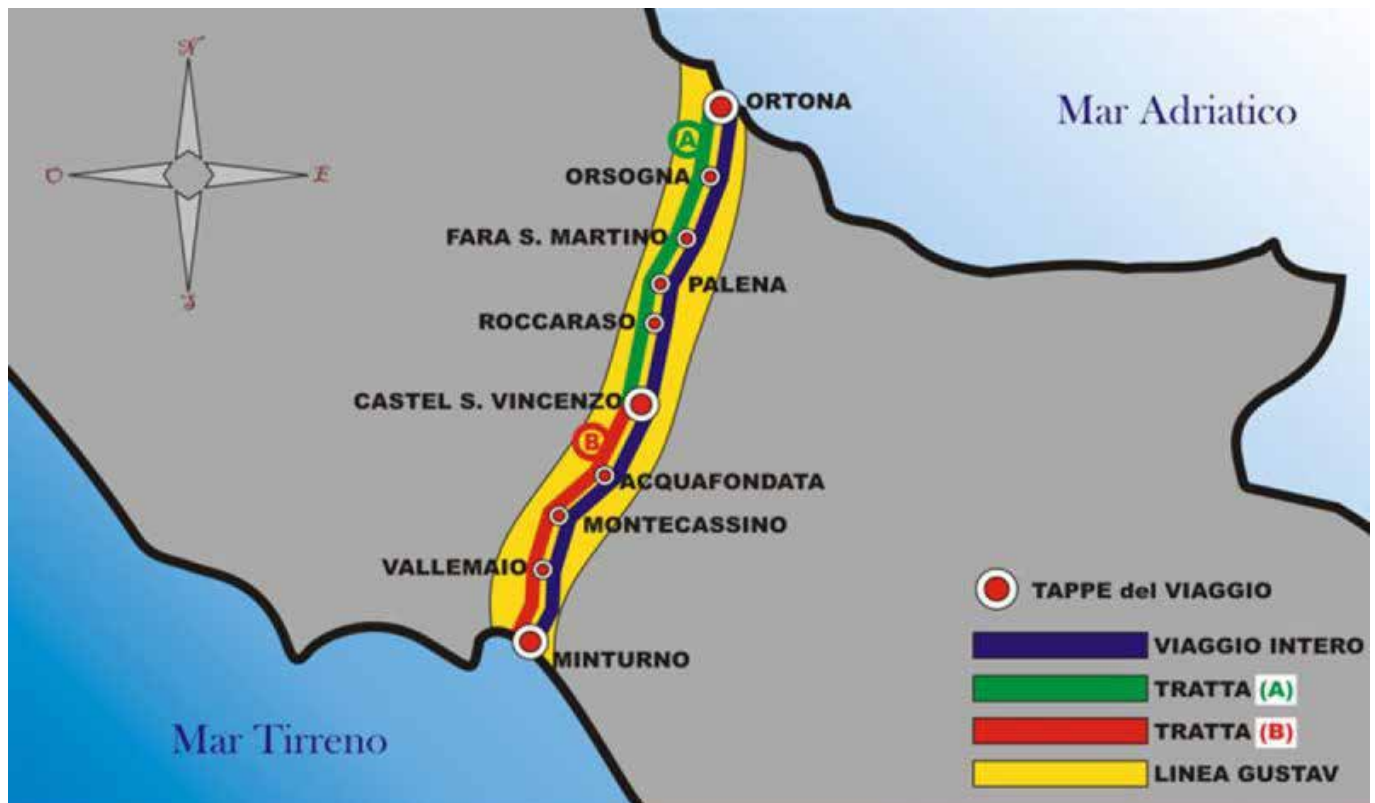 N
O
E
S
ORTONA
Mar Adriatico
A
ORSOGNA
FARA S. MARTINO
PALENA
ROCCARASO
CASTEL S. VINCENZO
B
ACQUAFONDATA
MONTECASSINO
VALLEMAIO
MINTURNO
Mar Tirreno
TAPPE del VIAGGIO
VIAGGIO INTERO
TRATTA (A)
TRATTA (B)
LINEA GUSTAV